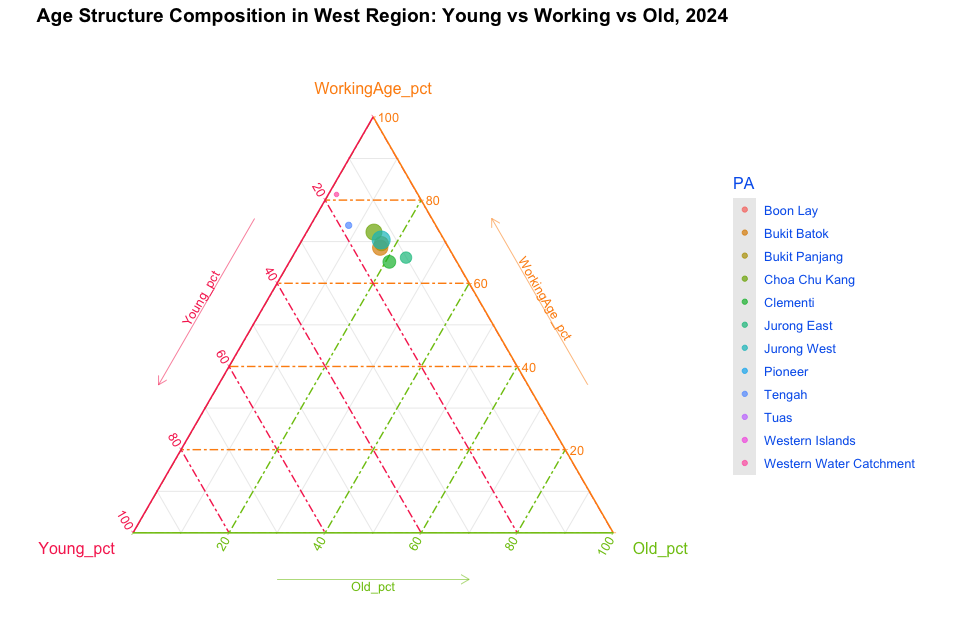 Age Structure Composition in West Region: Young vs Working vs Old, 2024
WorkingAge_pct
100
20
80
40
60
60
40
80
20
100
Young_pct
WorkingAge_pct
Young_pct
20
40
60
80
100
Old_pct
Old_pct
PA
Boon Lay
Bukit Batok
Bukit Panjang
Choa Chu Kang
Clementi
Jurong East
Jurong West
Pioneer
Tengah
Tuas
Western Islands
Western Water Catchment